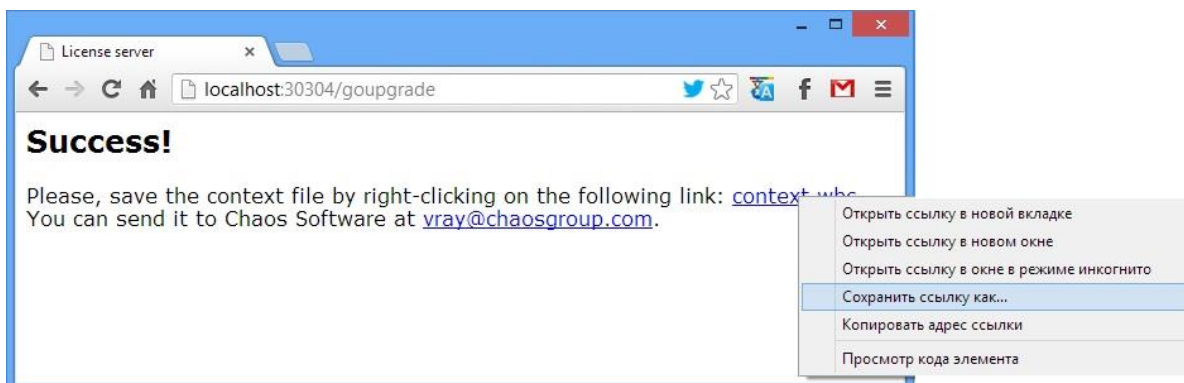 License server
localhost:30304/goupgrade
Success!
Please, save the context file by right-clicking on the following link: context.wbc
You can send it to Chaos Software at vray@chaosgroup.com.
Открыть ссылку в новой вкладке
Открыть ссылку в новом окне
Открыть ссылку в окне в режиме инкогнито
Сохранить ссылку как...
Копировать адрес ссылки
Просмотр кода элемента